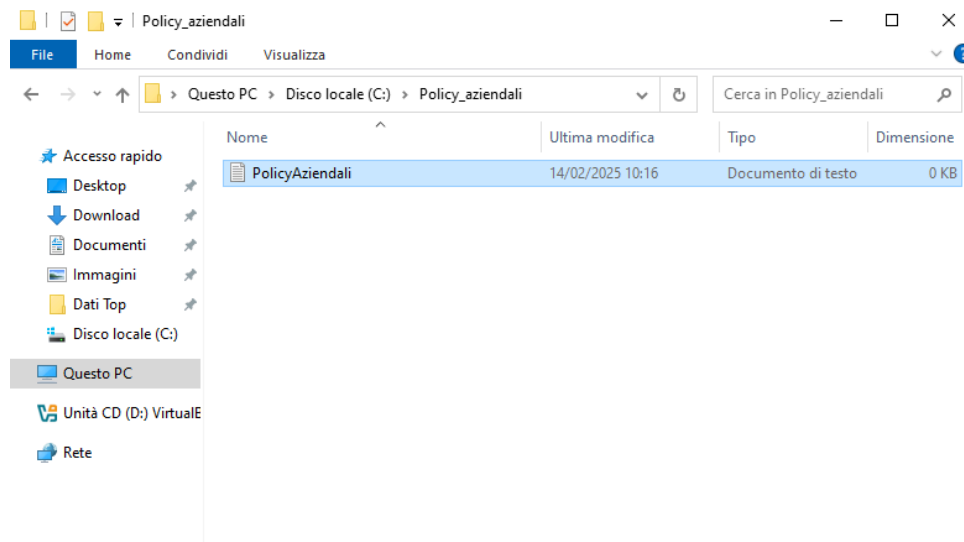 Policy_aziendali
File Home Condividi Visualizza
Questo PC > Disco locale (C:) > Policy_aziendali
Cerca in Policy_aziendali
Nome Ultima modifica Tipo Dimensione
PolicyAziendali 14/02/2025 10:16 Documento di testo 0 KB
Accesso rapido
Desktop
Download
Documenti
Immagini
Dati Top
Disco locale (C:)
Questo PC
Unità CD (D:) VirtualE
Rete